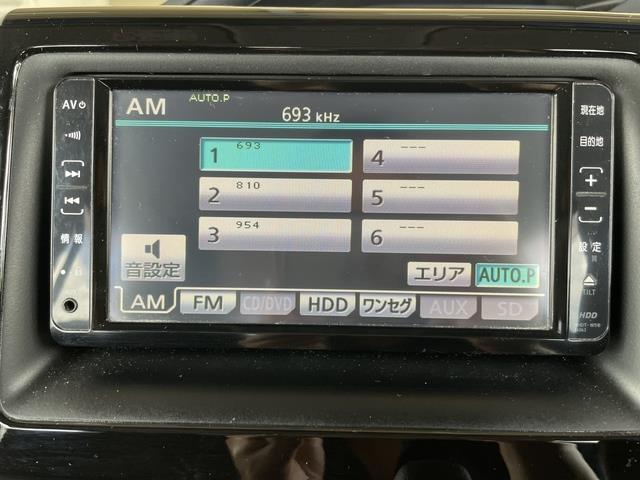 AM
AUTO.P
693 kHz
1 693
4 ---
2 810
5 ---
3 954
6 ---
音設定
エリア
AUTO.P
AM FM CD/DVD HDD ワンセグ AUX SD
AV
情報
現在地
目的地
+
−
設定
TILT
HDD